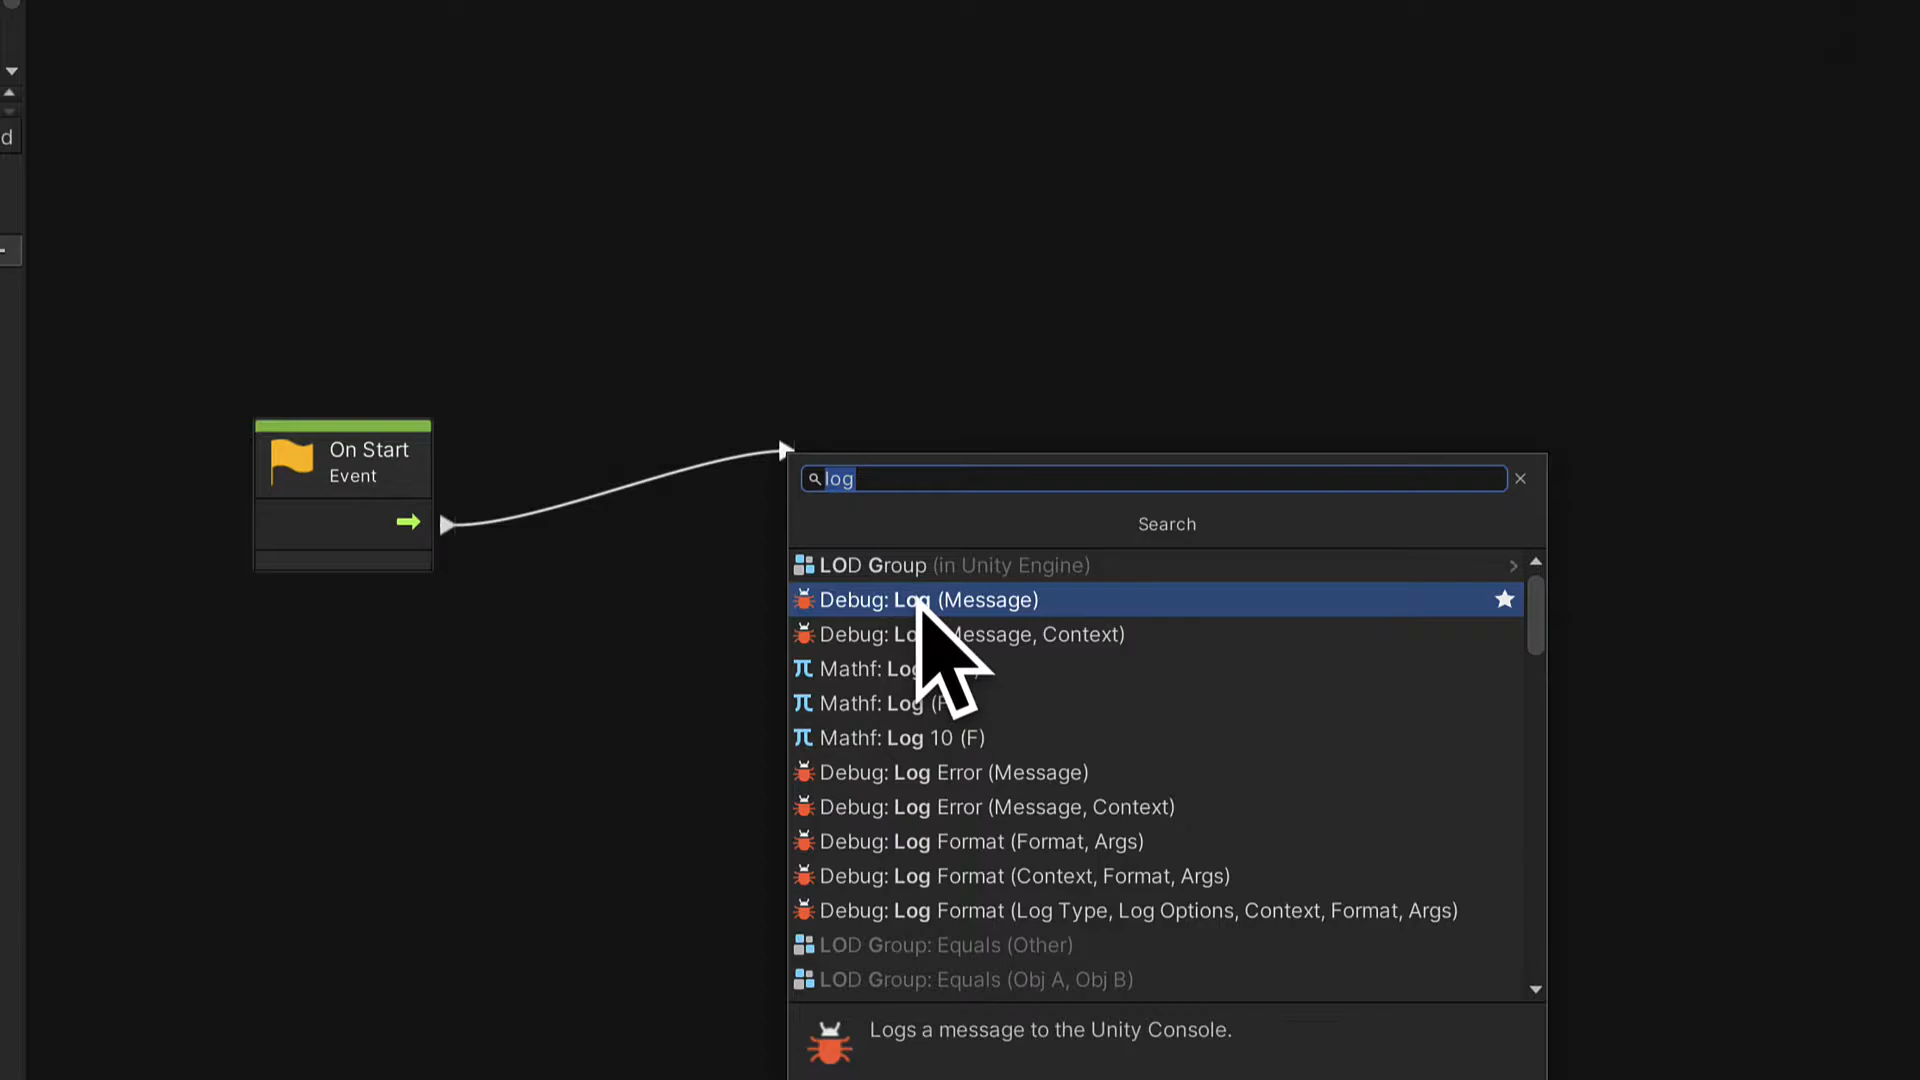 d
On Start
Event
log
Search
LOD Group (in Unity Engine)
Debug: Log (Message)
Debug: Lo Message, Context)
Mathf: Log
Mathf: Log (F
Mathf: Log 10 (F)
Debug: Log Error (Message)
Debug: Log Error (Message, Context)
Debug: Log Format (Format, Args)
Debug: Log Format (Context, Format, Args)
Debug: Log Format (Log Type, Log Options, Context, Format, Args)
LOD Group: Equals (Other)
LOD Group: Equals (Obj A, Obj B)
Logs a message to the Unity Console.